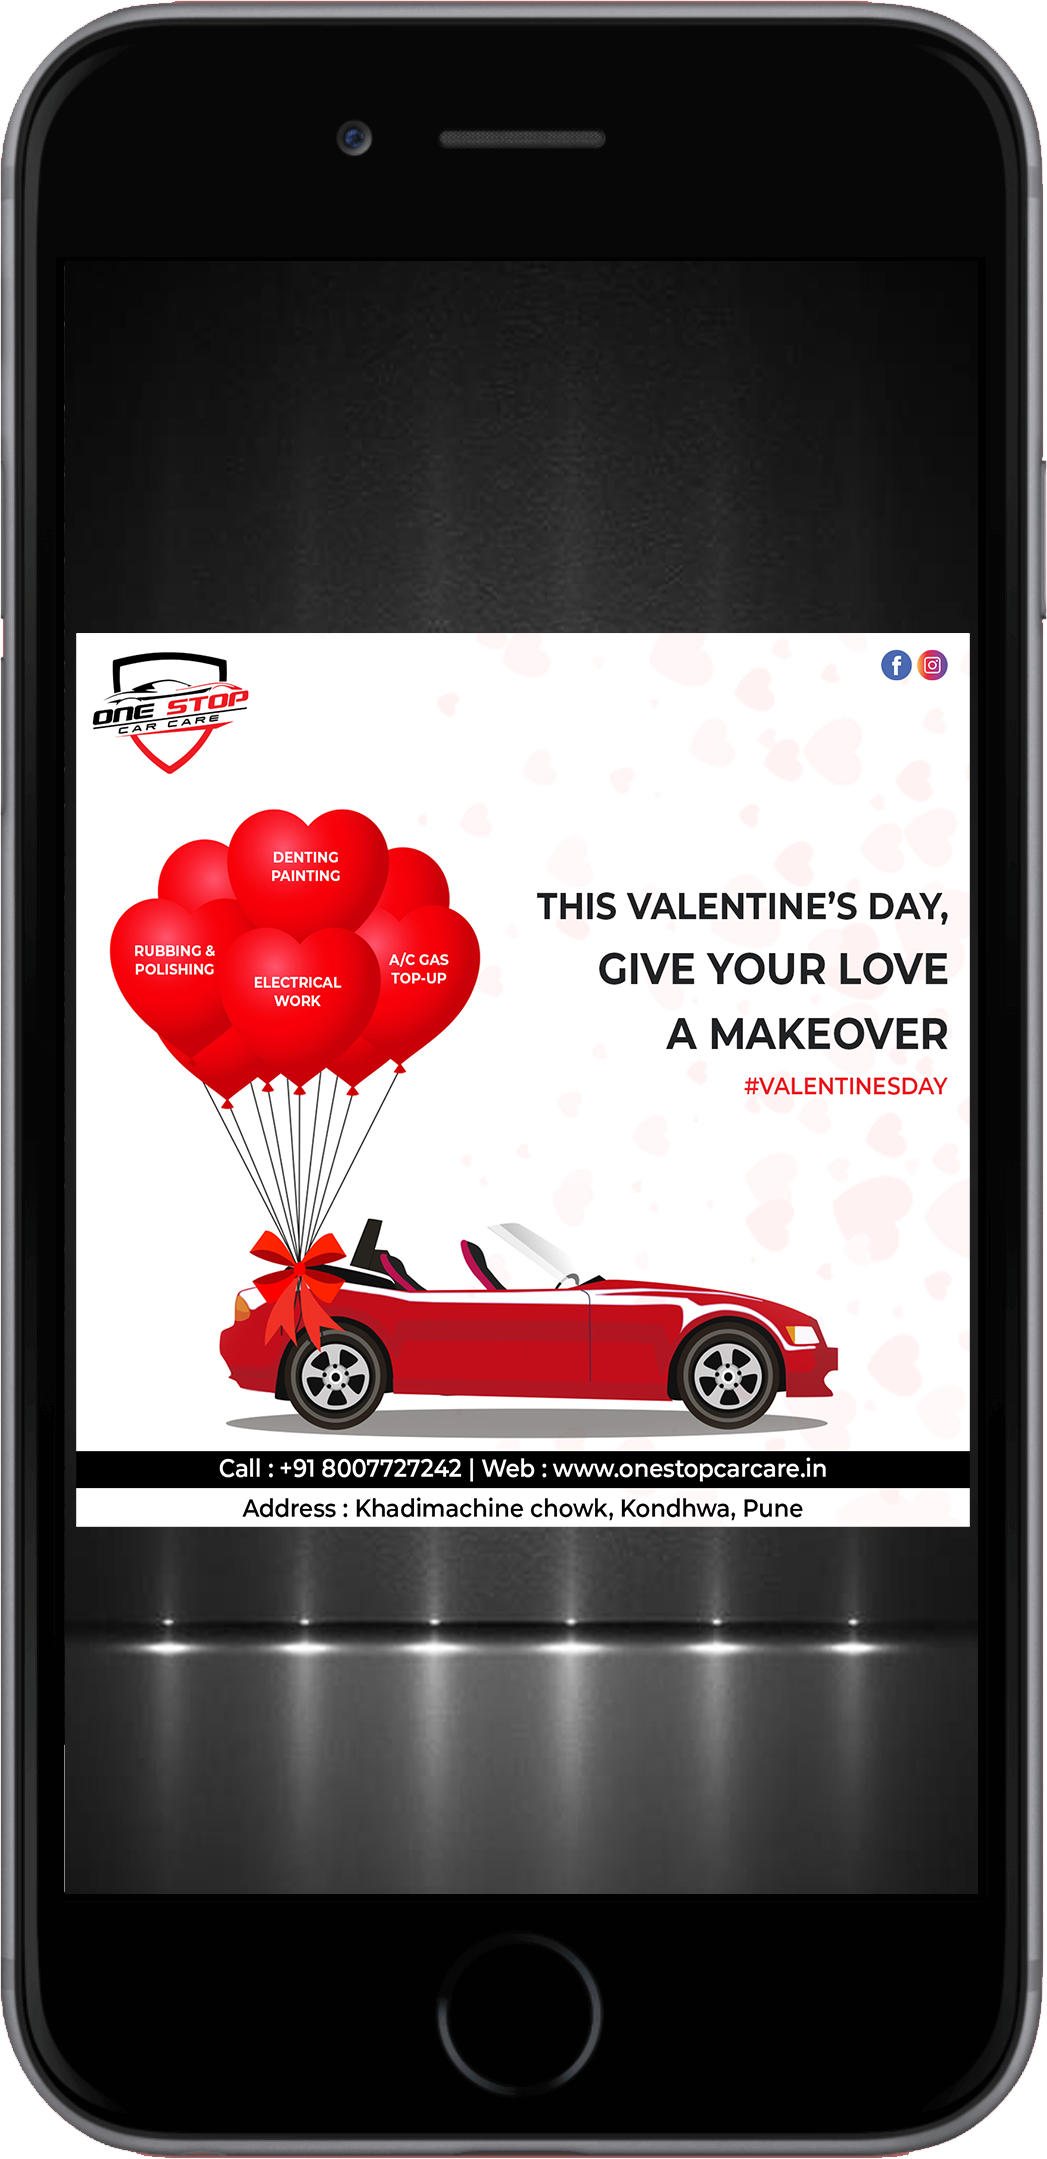 ONE STOP
CAR CARE
DENTING
PAINTING
RUBBING &
POLISHING
ELECTRICAL
WORK
A/C GAS
TOP-UP
THIS VALENTINE’S DAY,
GIVE YOUR LOVE
A MAKEOVER
#VALENTINESDAY
Call : +91 8007727242 | Web : www.onestopcarcare.in
Address : Khadimachine chowk, Kondhwa, Pune